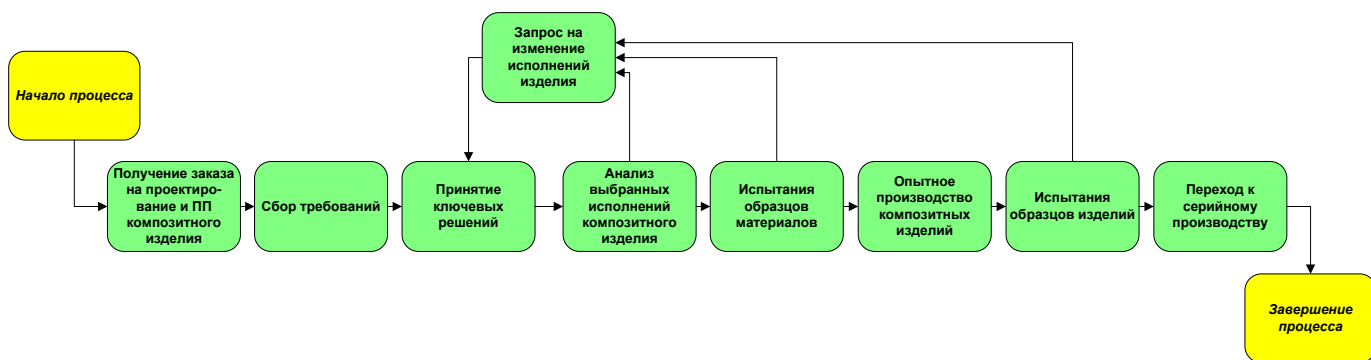 Запрос на
изменение
исполнений
изделия
Начало процесса
Получение заказа
на проектиро-
вание и ПП
композитного
изделия
Сбор требований
Принятие
ключевых
решений
Анализ
выбранных
исполнений
композитного
изделия
Испытания
образцов
материалов
Опытное
производство
композитных
изделий
Испытания
образцов изделий
Переход к
серийному
производству
Завершение
процесса